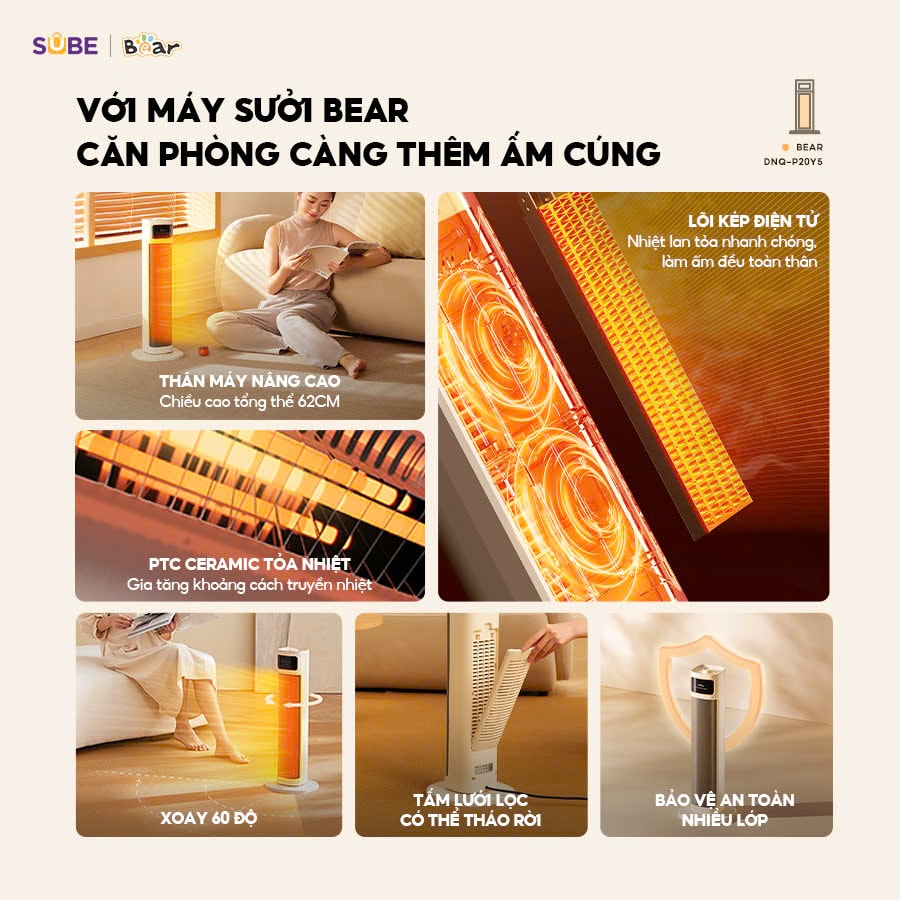 SUBE | Bear
VỚI MÁY SƯỞI BEAR
CĂN PHÒNG CÀNG THÊM ẤM CÚNG
BEAR
DNQ-P20Y5
THÂN MÁY NÂNG CAO
Chiều cao tổng thể 62CM
LÕI KÉP ĐIỆN TỬ
Nhiệt lan tỏa nhanh chóng,
làm ấm đều toàn thân
PTC CERAMIC TỎA NHIỆT
Gia tăng khoảng cách truyền nhiệt
XOAY 60 ĐỘ
TẤM LƯỚI LỌC
CÓ THỂ THÁO RỜI
BẢO VỆ AN TOÀN
NHIỀU LỚP